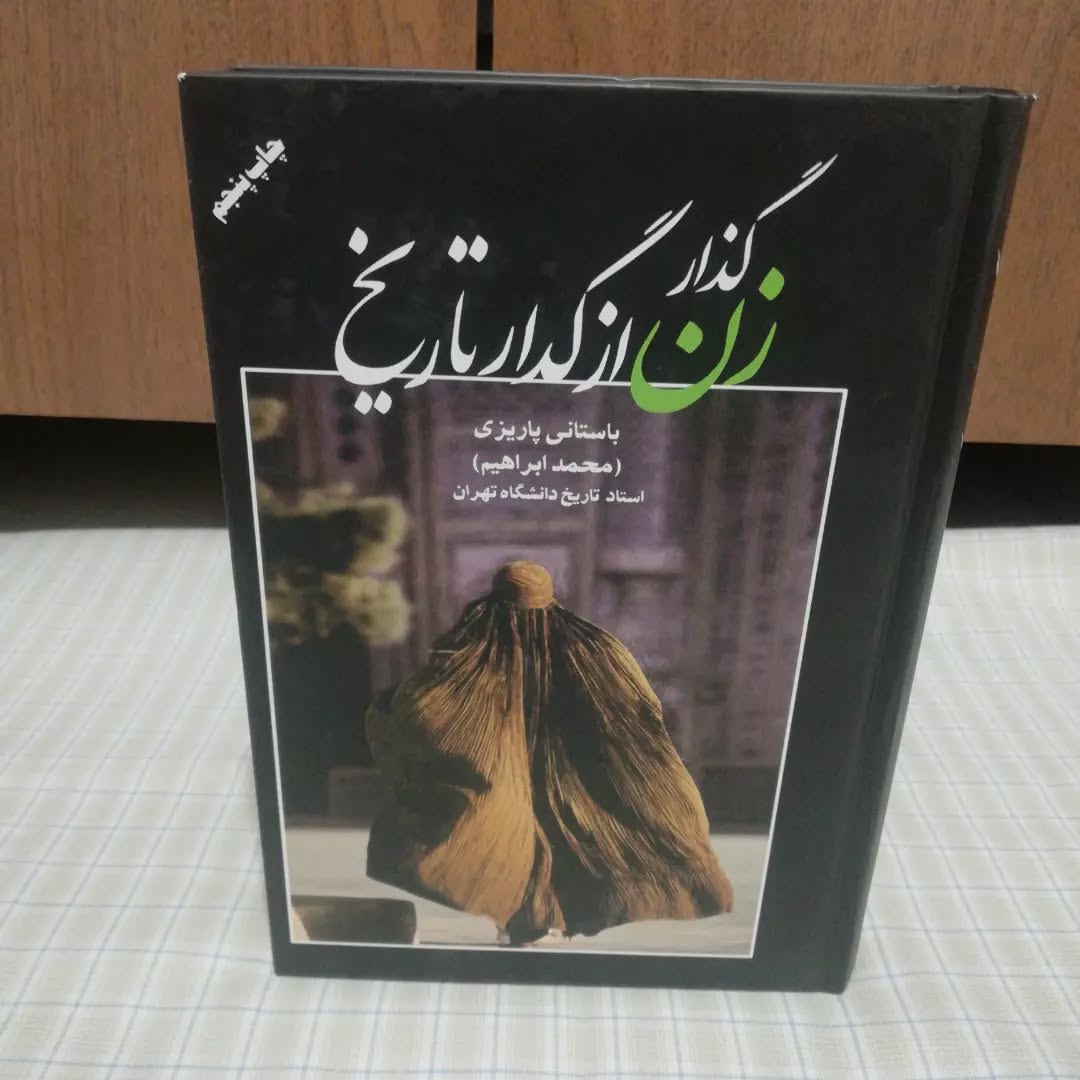 چاپ پنجم
گذار
زن از گدار تاریخ
باستانی پاریزی
(محمد ابراهیم)
استاد تاریخ دانشگاه تهران